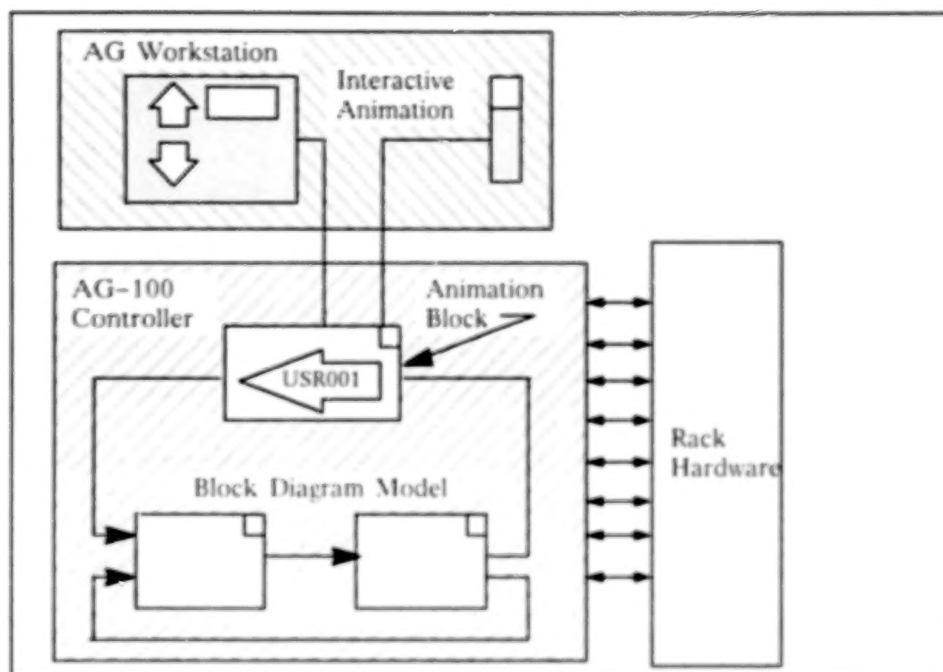 AG Workstation
Interactive
Animation
AG-100
Controller
Animation
Block
USR001
Block Diagram Model
Rack
Hardware